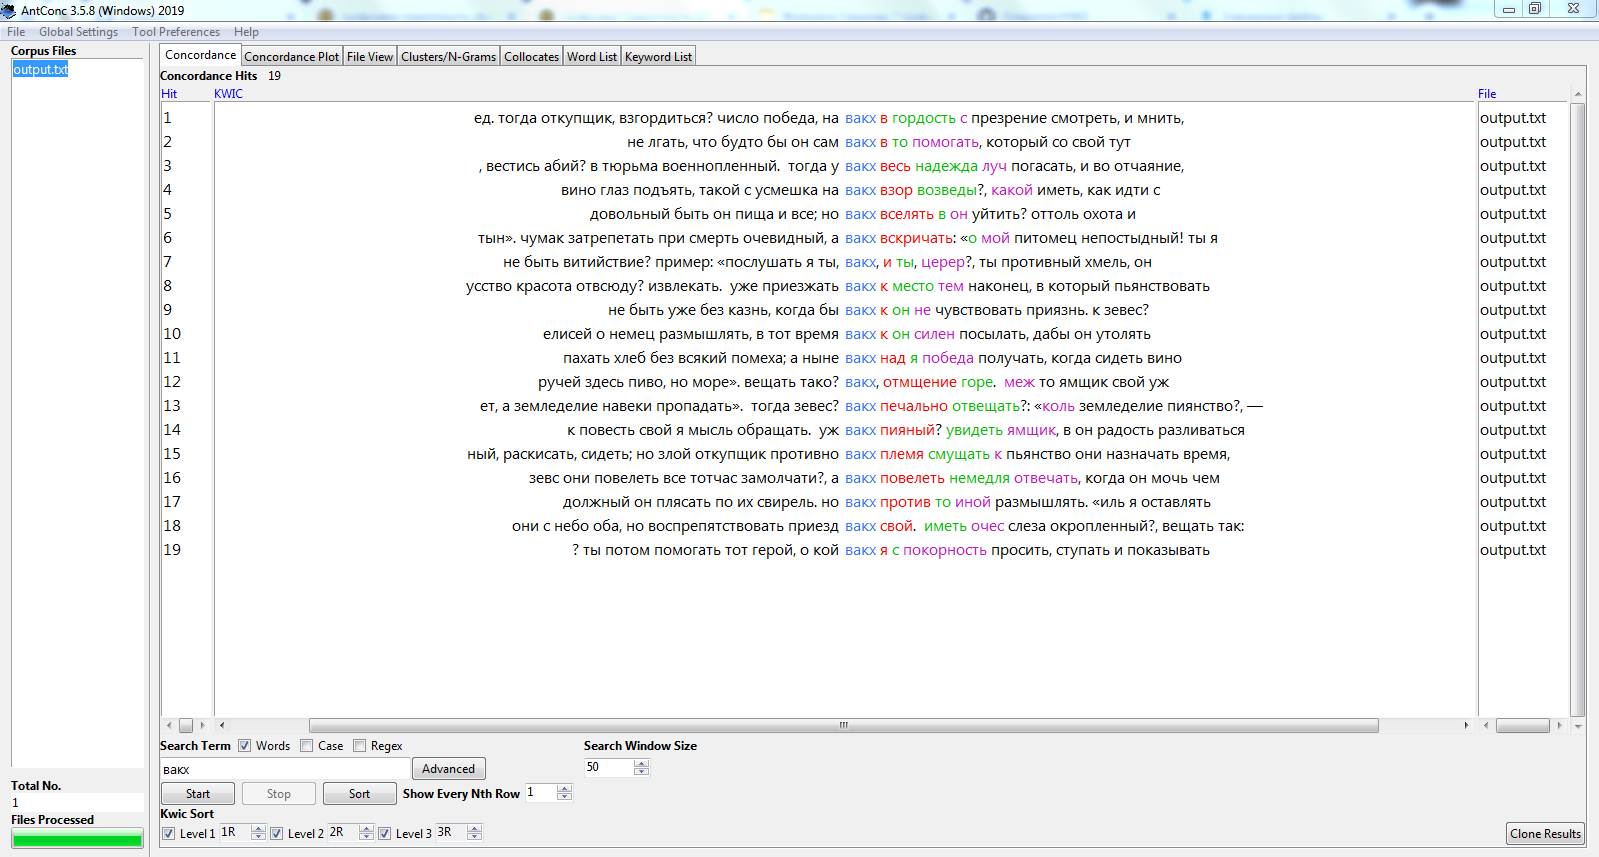 AntConc 3.5.8 (Windows) 2019
File Global Settings Tool Preferences Help
Corpus Files
output.txt
Concordance Concordance Plot File View Clusters/N-Grams Collocates Word List Keyword List
Concordance Hits 19
Hit KWIC File
1 ед. тогда откупщик, взгордиться? число победа, на вакх в гордость с презрение смотреть, и мнить, output.txt
2 не лгать, что будто бы он сам вакх в то помогать, который со свой тут output.txt
3 , вестись абий? в тюрьма военнопленный. тогда у вакх весь надежда луч погасать, и во отчаяние, output.txt
4 вино глаз подъять, такой с усмешка на вакх взор возведы?, какой иметь, как идти с output.txt
5 довольный быть он пища и все; но вакх вселять в он уйтить? оттоль охота и output.txt
6 тын». чумак затрепетать при смерть очевидный, а вакх вскричать: «о мой питомец непостыдный! ты я output.txt
7 не быть витийствие? пример: «послушать я ты, вакх, и ты, церер?, ты противный хмель, он output.txt
8 усство красота отвсюду? извлекать. уже приезжать вакх к место тем наконец, в который пьянствовать output.txt
9 не быть уже без казнь, когда бы вакх к он не чувствовать приязнь. к зевес? output.txt
10 елисей о немец размышлять, в тот время вакх к он силен посылать, дабы он утолять output.txt
11 пахать хлеб без всякий помеха; а ныне вакх над я победа получать, когда сидеть вино output.txt
12 ручей здесь пиво, но море». вещать тако? вакх, отмщение горе. меж то ямщик свой уж output.txt
13 ет, а земледелие навеки пропадать». тогда зевес? вакх печально отвещать?: «коль земледелие пиянство?, — output.txt
14 к повесть свой я мысль обращать. уж вакх пияный? увидеть ямщик, в он радость разливаться output.txt
15 ный, раскисать, сидеть; но злой откупщик противно вакх племя смущать к пьянство они назначать время, output.txt
16 зевс они повелеть все тотчас замолчати?, а вакх повелеть немедля отвечать, когда он мочь чем output.txt
17 должный он плясать по их свирель. но вакх против то иной размышлять. «иль я оставлять output.txt
18 они с небо оба, но воспрепятствовать приезд вакх свой. иметь очес слеза окропленный?, вещать так: output.txt
19 ? ты потом помогать тот герой, о кой вакх я с покорность просить, ступать и показывать output.txt
Search Term Words Case Regex Search Window Size
вакх Advanced 50
Start Stop Sort Show Every Nth Row 1
Kwic Sort
Level 1 1R Level 2 2R Level 3 3R
Total No.
1
Files Processed
Clone Results